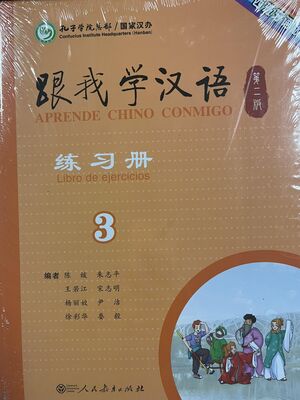 孔子学院总部/国家汉办
Confucius Institute Headquarters (Hanban)
跟我学汉语
APRENDE CHINO CONMIGO
第二版
练习册
Libro de ejercicios
3
编者 陈绂 朱志平
王若江 宋志明
杨丽姣 尹洁
徐彩华 娄毅
人民教育出版社